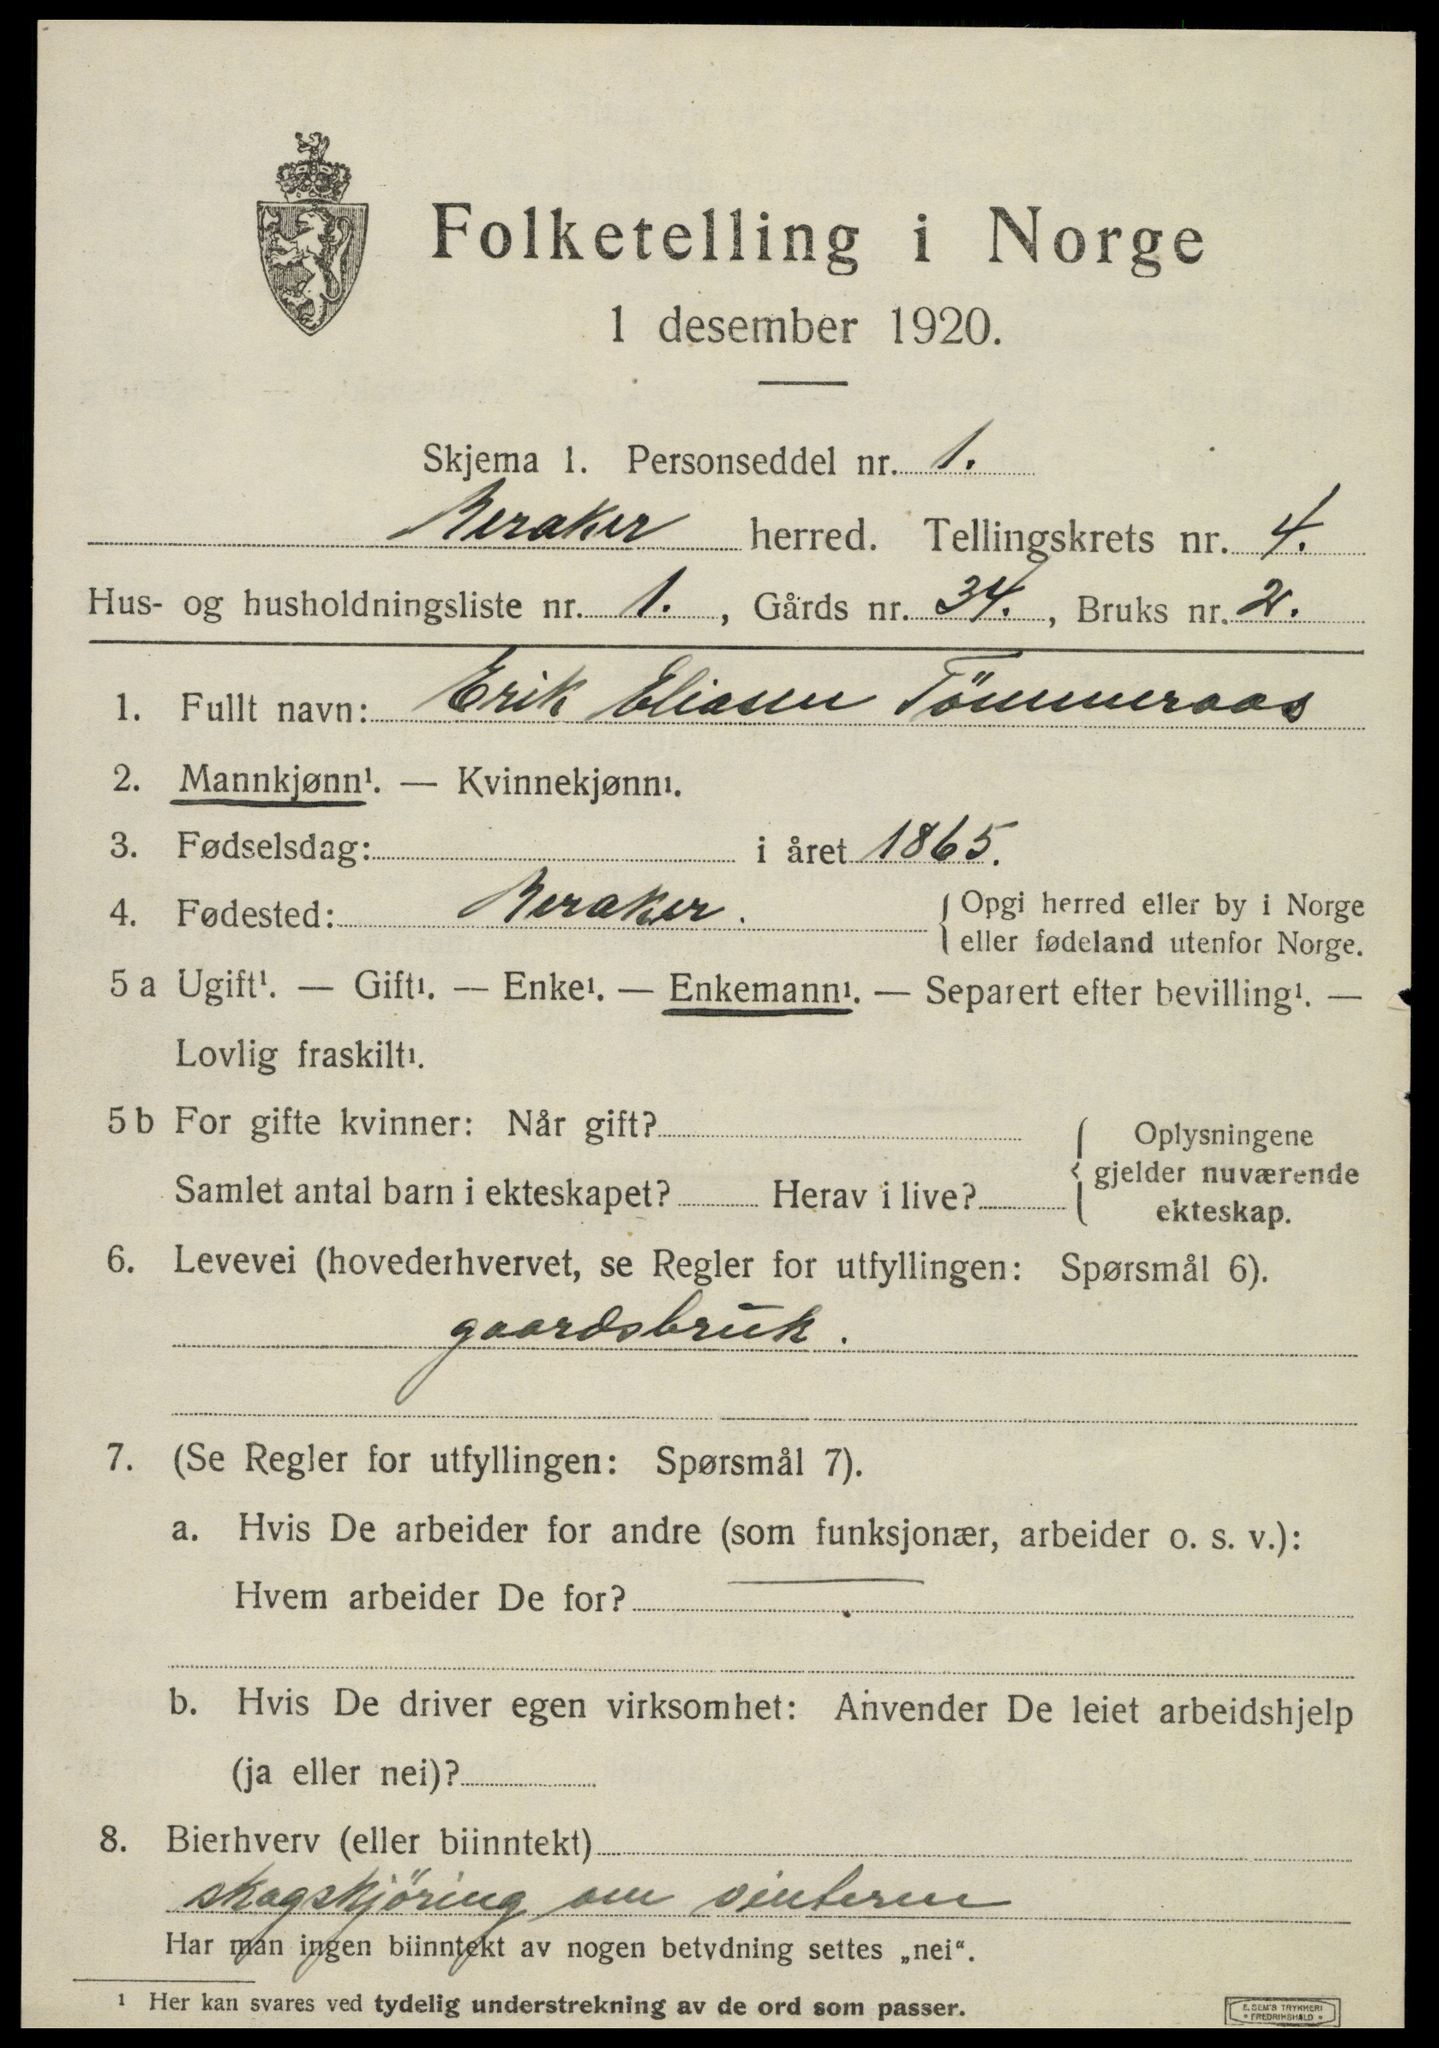 Folketelling i Norge
1 desember 1920.
Skjema 1. Personseddel nr. 1.
Meraker herred. Tellingskrets nr. 4.
Hus- og husholdningsliste nr. 1., Gårds nr. 34., Bruks nr. 2.
1. Fullt navn: Erik Eliasen Tömmeraas
2. Mannkjønn¹. — Kvinnekjønn¹.
3. Fødselsdag: i året 1865.
4. Fødested: Meraker. { Opgi herred eller by i Norge
eller fødeland utenfor Norge.
5 a Ugift¹. — Gift¹. — Enke¹. — Enkemann¹. — Separert efter bevilling¹. —
Lovlig fraskilt¹.
5 b For gifte kvinner: Når gift?
Samlet antal barn i ekteskapet? Herav i live?
{ Oplysningene
gjelder nuværende
ekteskap.
6. Levevei (hovederhvervet, se Regler for utfyllingen: Spørsmål 6).
gaardsbruk.
7. (Se Regler for utfyllingen: Spørsmål 7).
a. Hvis De arbeider for andre (som funksjonær, arbeider o. s. v.):
Hvem arbeider De for? —
b. Hvis De driver egen virksomhet: Anvender De leiet arbeidshjelp
(ja eller nei)?
8. Bierhverv (eller biinntekt)
skogskjöring om vinteren
Har man ingen biinntekt av nogen betydning settes „nei“.
¹ Her kan svares ved tydelig understrekning av de ord som passer.
E. SEM'S TRYKKERI
• FREDRIKSHALD •